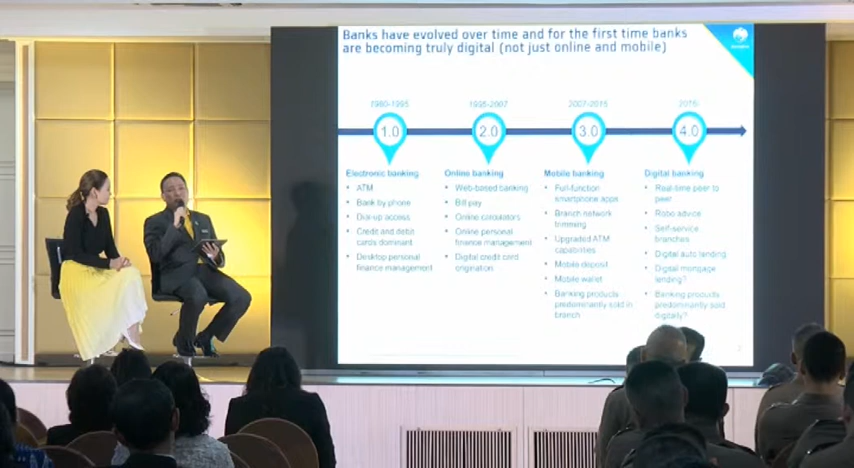 Banks have evolved over time and for the first time banks
are becoming truly digital (not just online and mobile)
1980-1995
1995-2007
2007-2015
2015
1.0
2.0
3.0
4.0
Electronic banking
• ATM
• Bank by phone
• Dial-up access
• Credit and debit
cards dominant
• Desktop personal
finance management
Online banking
• Web-based banking
• Bill pay
• Online calculators
• Online personal
finance management
• Digital credit card
origination
Mobile banking
• Full-function
smartphone apps
• Branch network
trimming
• Upgraded ATM
capabilities
• Mobile deposit
• Mobile wallet
• Banking products
predominantly sold in
branch
Digital banking
• Real-time peer to
peer
• Robo advice
• Self-service
branches
• Digital auto lending
• Digital mortgage
lending?
• Banking products
predominantly sold
digitally?